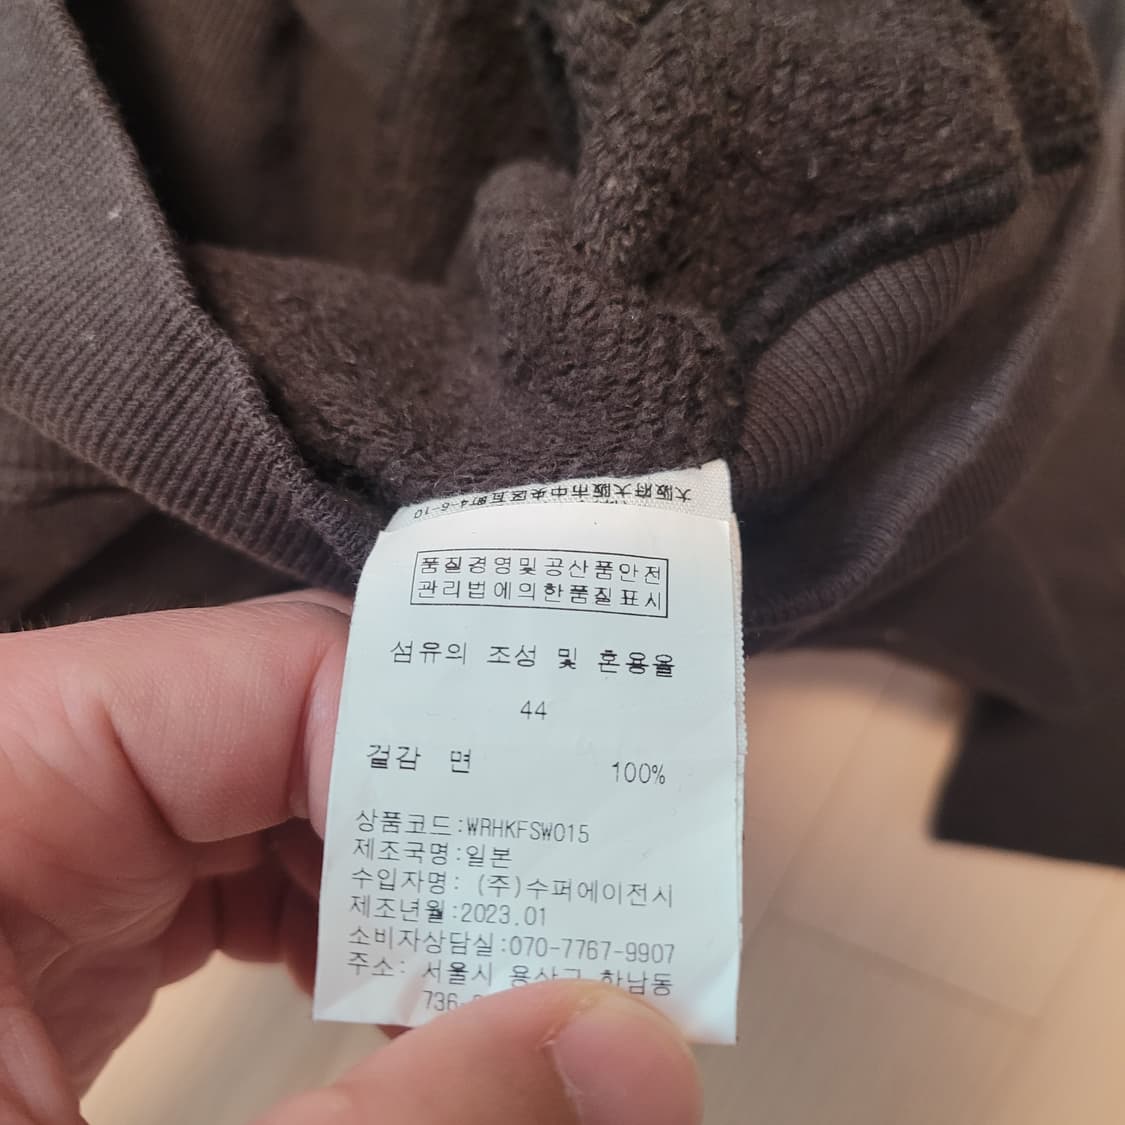 大阪府大阪市中央区瓦町4-6-10
품질경영및공산품안전
관리법에의한품질표시
섬유의 조성 및 혼용율
44
겉감 면 100%
상품코드:WRHKFSW015
제조국명:일본
수입자명: (주)수퍼에이전시
제조년월:2023.01
소비자상담실:070-7767-9907
주소: 서울시 용산구 한남동
736-